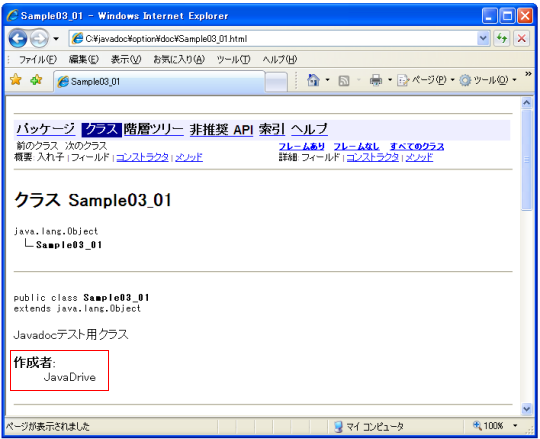 Sample03_01 - Windows Internet Explorer
C:¥javadoc¥option¥doc¥Sample03_01.html
ファイル(F) 編集(E) 表示(V) お気に入り(A) ツール(T) ヘルプ(H)
Sample03_01 ページ(P) ツール(O) »
パッケージ クラス 階層ツリー 非推奨 API 索引 ヘルプ
前のクラス 次のクラス フレームあり フレームなし すべてのクラス
概要: 入れ子 | フィールド | コンストラクタ | メソッド 詳細: フィールド | コンストラクタ | メソッド
クラス Sample03_01
java.lang.Object
Sample03_01
public class Sample03_01
extends java.lang.Object
Javadocテスト用クラス
作成者:
JavaDrive
ページが表示されました マイ コンピュータ 100%